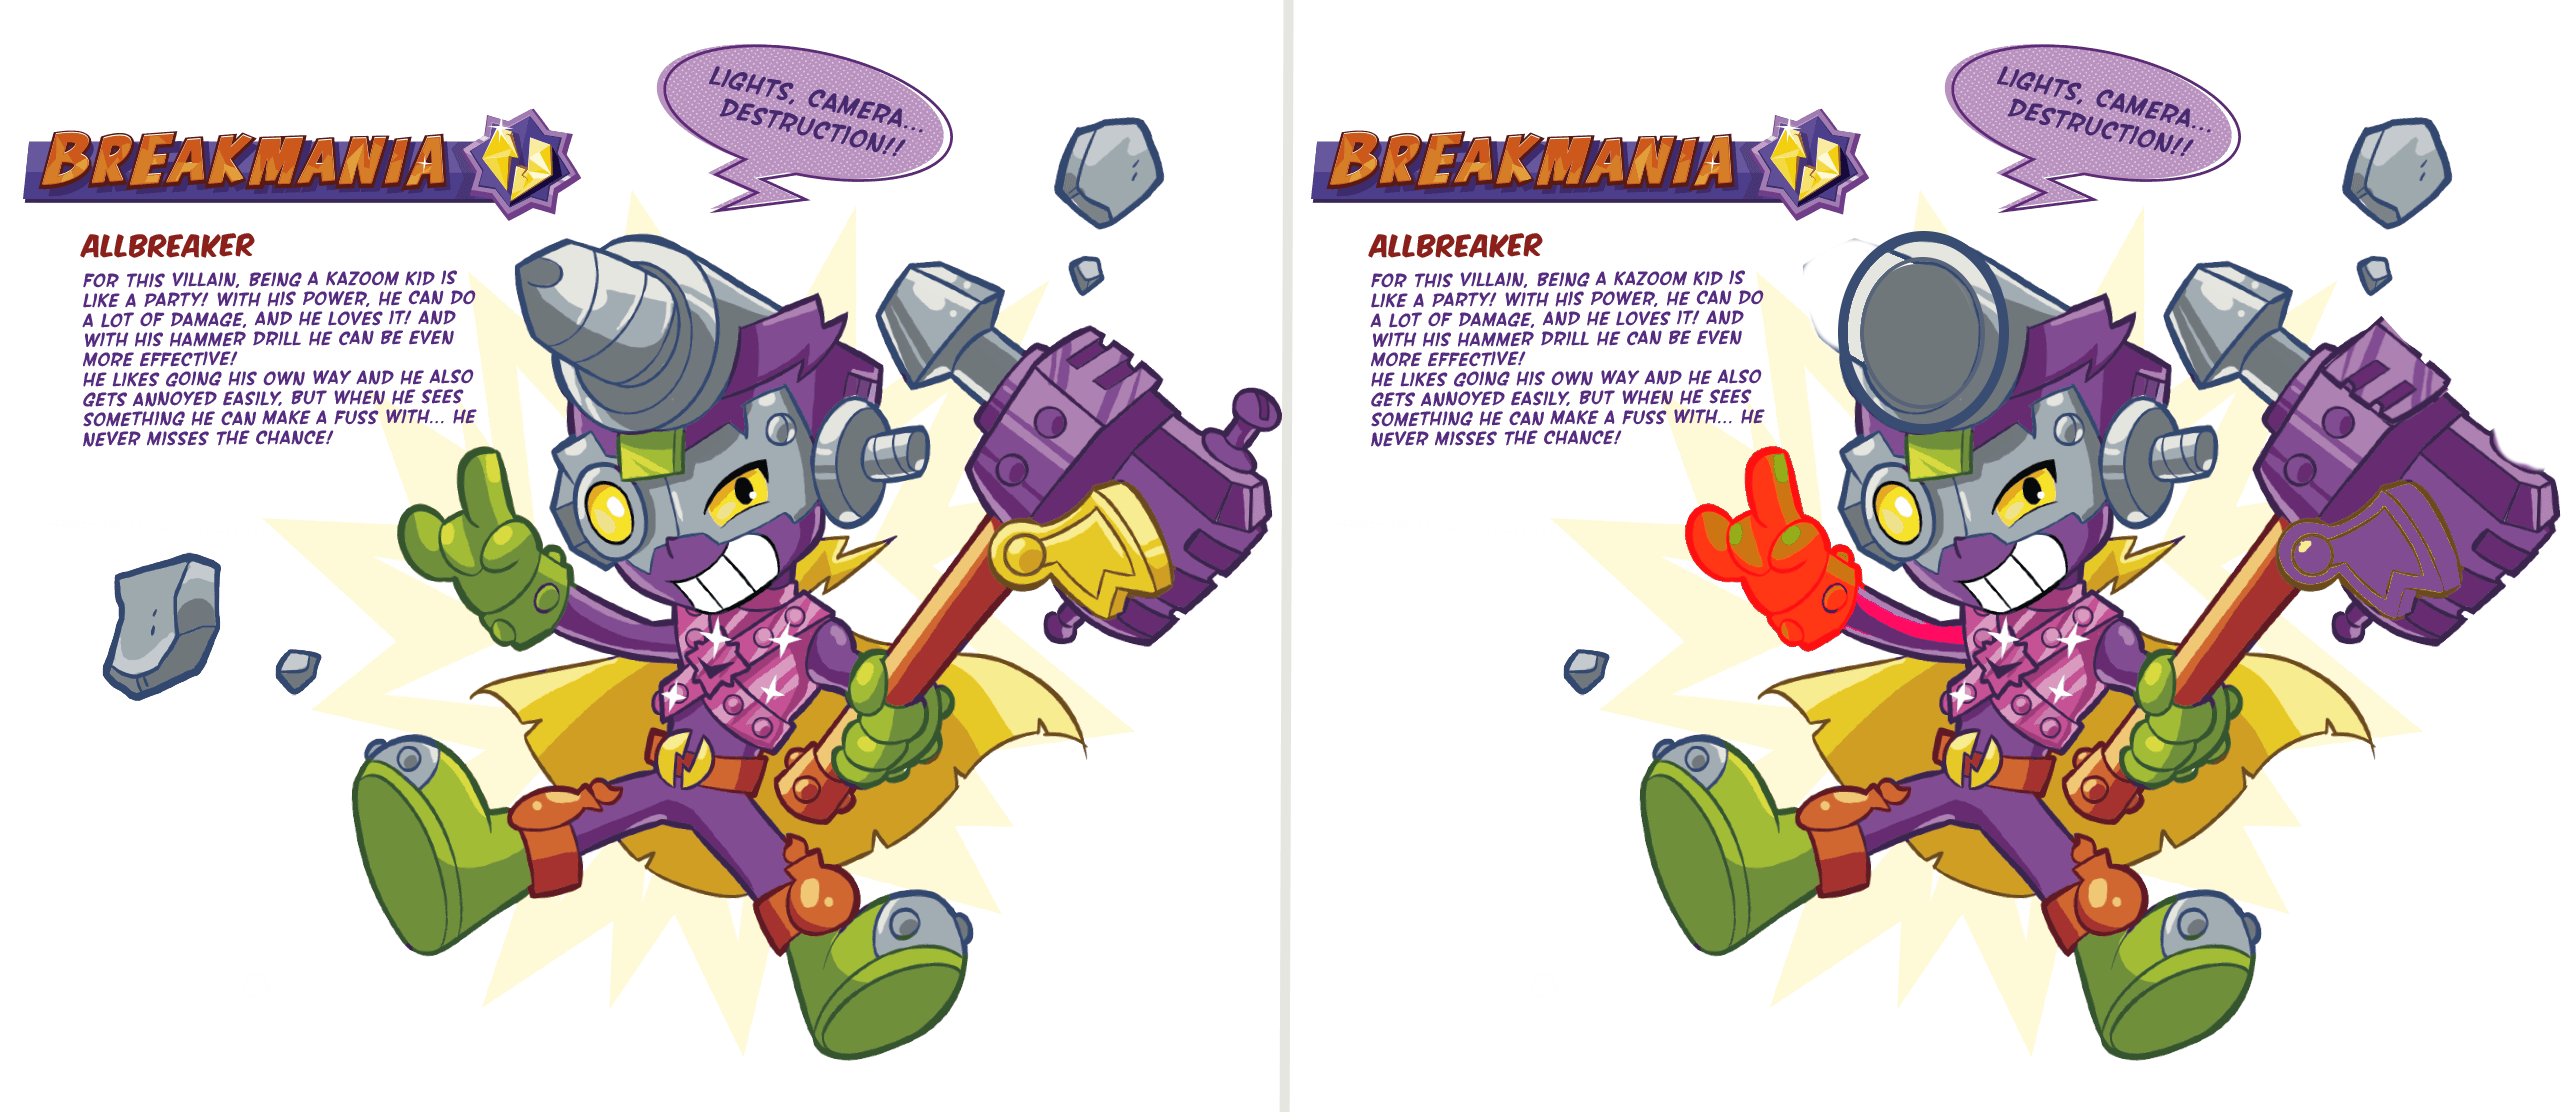 LIGHTS, CAMERA...
DESTRUCTION!!
BREAKMANIA
ALLBREAKER
FOR THIS VILLAIN, BEING A KAZOOM KID IS
LIKE A PARTY! WITH HIS POWER, HE CAN DO
A LOT OF DAMAGE, AND HE LOVES IT! AND
WITH HIS HAMMER DRILL HE CAN BE EVEN
MORE EFFECTIVE!
HE LIKES GOING HIS OWN WAY AND HE ALSO
GETS ANNOYED EASILY, BUT WHEN HE SEES
SOMETHING HE CAN MAKE A FUSS WITH... HE
NEVER MISSES THE CHANCE!
LIGHTS, CAMERA...
DESTRUCTION!!
BREAKMANIA
ALLBREAKER
FOR THIS VILLAIN, BEING A KAZOOM KID IS
LIKE A PARTY! WITH HIS POWER, HE CAN DO
A LOT OF DAMAGE, AND HE LOVES IT! AND
WITH HIS HAMMER DRILL HE CAN BE EVEN
MORE EFFECTIVE!
HE LIKES GOING HIS OWN WAY AND HE ALSO
GETS ANNOYED EASILY, BUT WHEN HE SEES
SOMETHING HE CAN MAKE A FUSS WITH... HE
NEVER MISSES THE CHANCE!